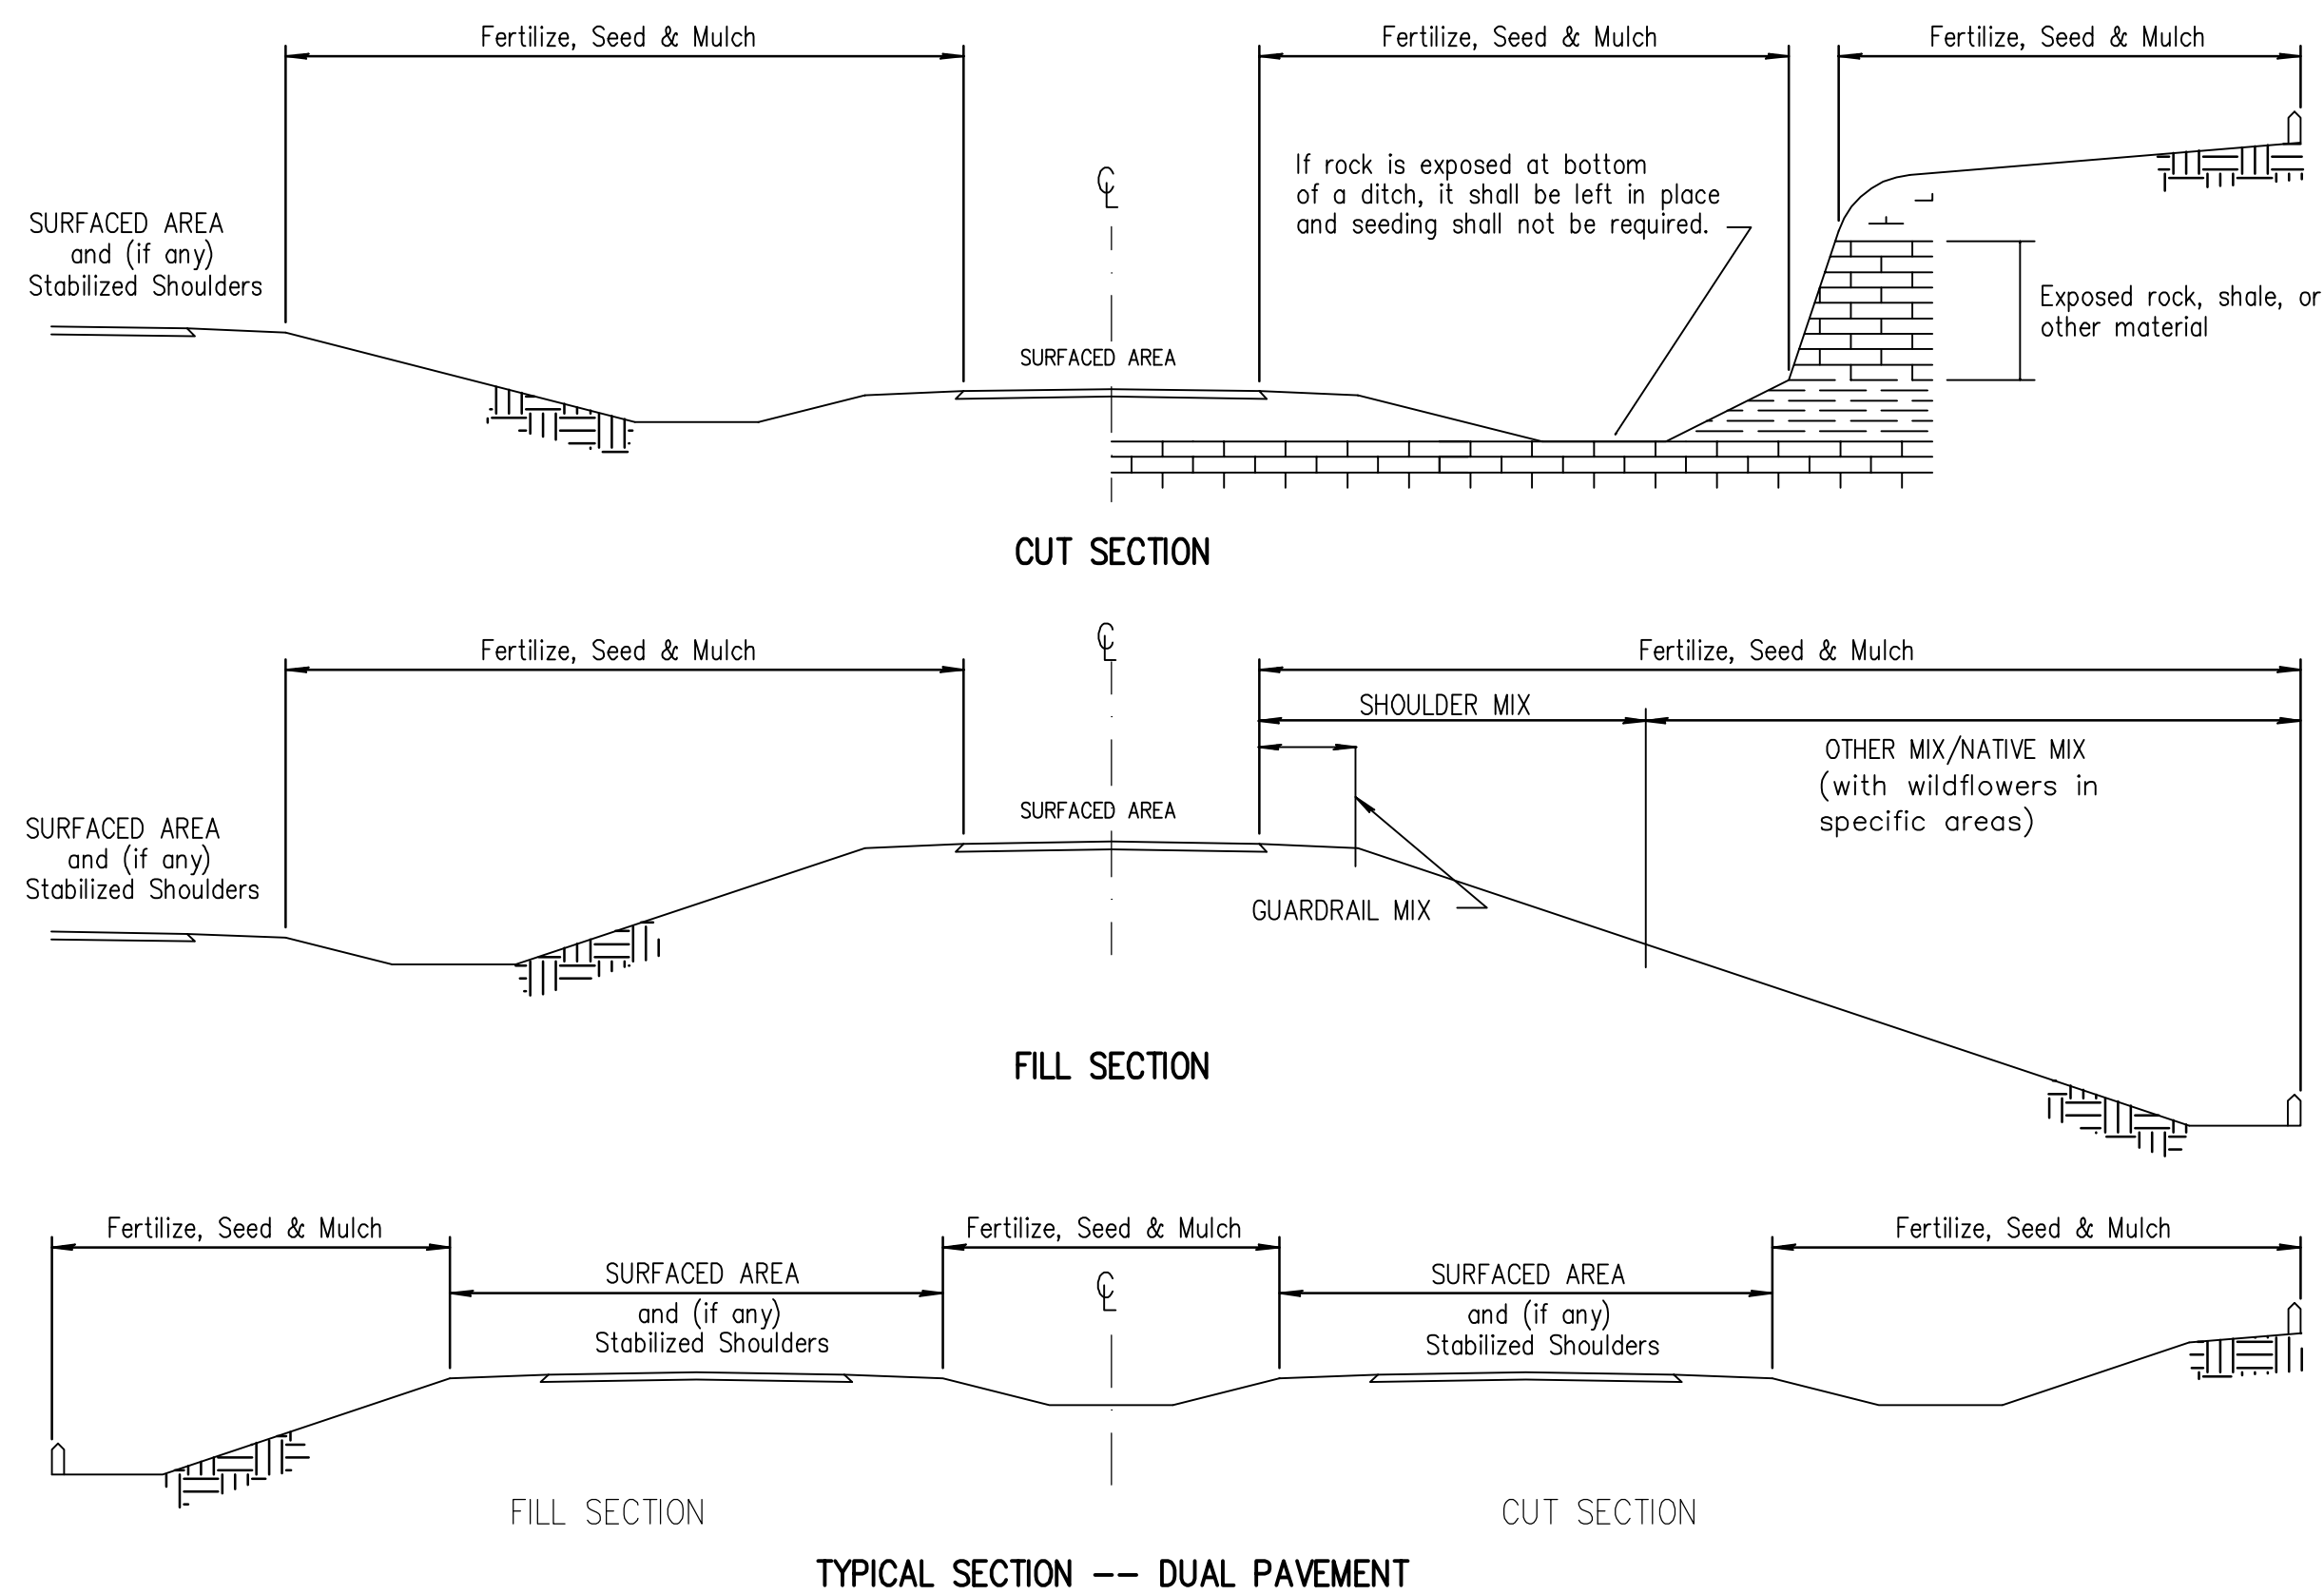 Fertilize, Seed & Mulch
Fertilize, Seed & Mulch
Fertilize, Seed & Mulch
If rock is exposed at bottom
of a ditch, it shall be left in place
and seeding shall not be required.
℄
SURFACED AREA
and (if any)
Stabilized Shoulders
Exposed rock, shale, or
other material
SURFACED AREA
CUT SECTION
℄
Fertilize, Seed & Mulch
Fertilize, Seed & Mulch
SHOULDER MIX
OTHER MIX/NATIVE MIX
(with wildflowers in
specific areas)
SURFACED AREA
SURFACED AREA
and (if any)
Stabilized Shoulders
GUARDRAIL MIX
FILL SECTION
Fertilize, Seed & Mulch
Fertilize, Seed & Mulch
Fertilize, Seed & Mulch
SURFACED AREA
and (if any)
Stabilized Shoulders
℄
SURFACED AREA
and (if any)
Stabilized Shoulders
FILL SECTION
CUT SECTION
TYPICAL SECTION -- DUAL PAVEMENT